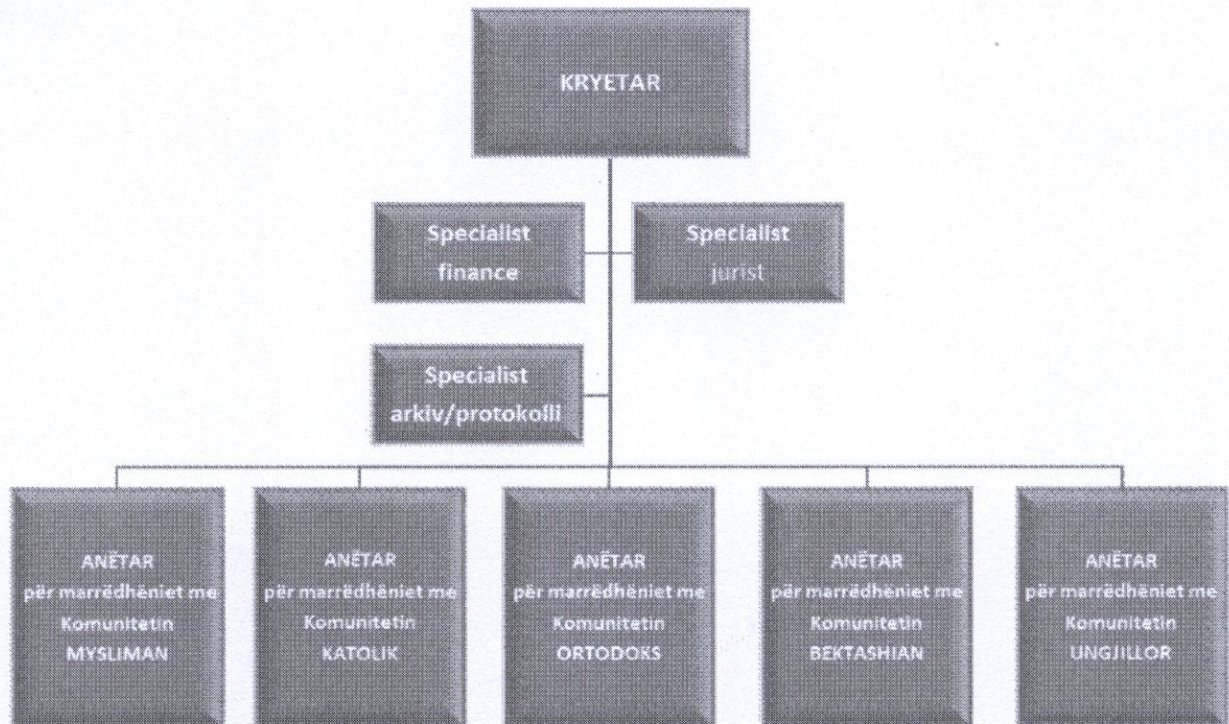 KRYETAR
Specialist
finance
Specialist
jurist
Specialist
arkiv/protokolli
ANËTAR
për marrëdhëniet me
Komunitetin
MYSLIMAN
ANËTAR
për marrëdhëniet me
Komunitetin
KATOLIK
ANËTAR
për marrëdhëniet me
Komunitetin
ORTODOKS
ANËTAR
për marrëdhëniet me
Komunitetin
BEKTASHIAN
ANËTAR
për marrëdhëniet me
Komunitetin
UNGJILLOR